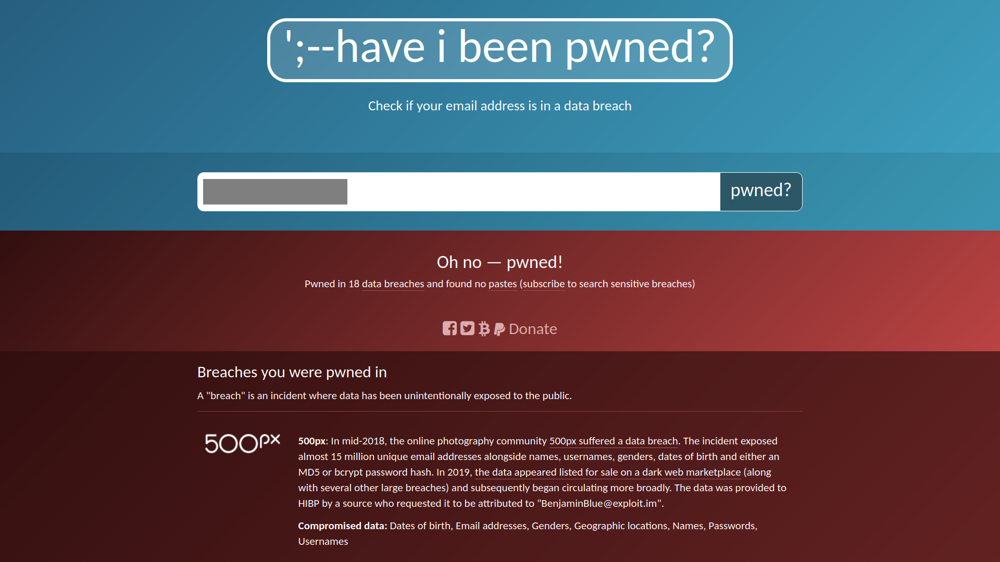 ';--have i been pwned?
Check if your email address is in a data breach
pwned?
Oh no — pwned!
Pwned in 18 data breaches and found no pastes (subscribe to search sensitive breaches)
Donate
Breaches you were pwned in
A "breach" is an incident where data has been unintentionally exposed to the public.
500px
500px: In mid-2018, the online photography community 500px suffered a data breach. The incident exposed
almost 15 million unique email addresses alongside names, usernames, genders, dates of birth and either an
MD5 or bcrypt password hash. In 2019, the data appeared listed for sale on a dark web marketplace (along
with several other large breaches) and subsequently began circulating more broadly. The data was provided to
HIBP by a source who requested it to be attributed to "BenjaminBlue@exploit.im".
Compromised data: Dates of birth, Email addresses, Genders, Geographic locations, Names, Passwords,
Usernames